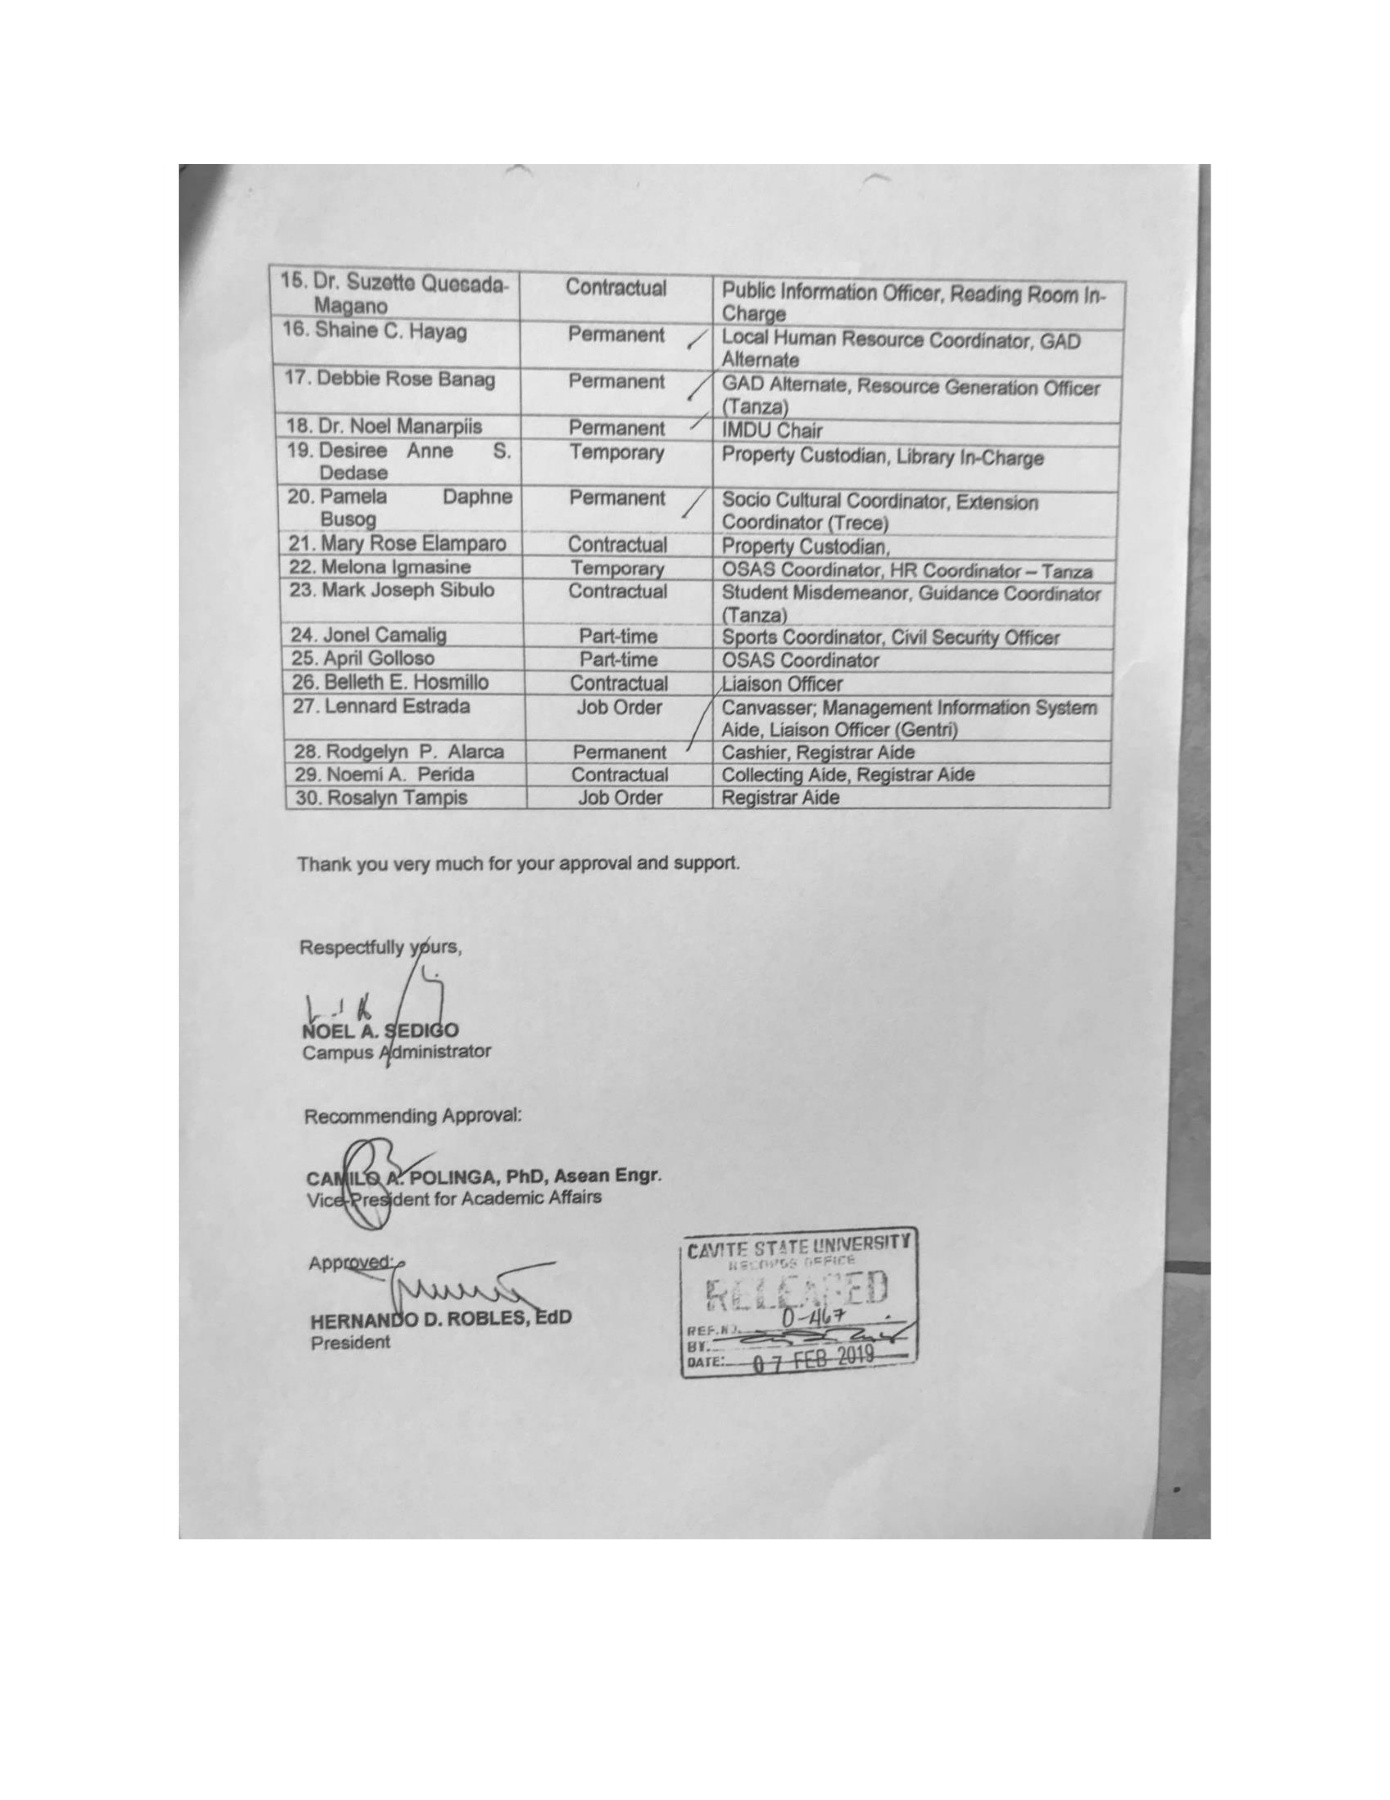 15. Dr. Suzette Quesada- Contractual Public Information Officer, Reading Room In-
Magano Charge
16. Shaine C. Hayag Permanent Local Human Resource Coordinator, GAD
Alternate
17. Debbie Rose Banag Permanent GAD Alternate, Resource Generation Officer
(Tanza)
18. Dr. Noel Manarpiis Permanent IMDU Chair
19. Desiree Anne S. Temporary Property Custodian, Library In-Charge
Dedase
20. Pamela Daphne Permanent Socio Cultural Coordinator, Extension
Busog Coordinator (Trece)
21. Mary Rose Elamparo Contractual Property Custodian,
22. Melona Igmasine Temporary OSAS Coordinator, HR Coordinator – Tanza
23. Mark Joseph Sibulo Contractual Student Misdemeanor, Guidance Coordinator
(Tanza)
24. Jonel Camalig Part-time Sports Coordinator, Civil Security Officer
25. April Golloso Part-time OSAS Coordinator
26. Belleth E. Hosmillo Contractual Liaison Officer
27. Lennard Estrada Job Order Canvasser; Management Information System
Aide, Liaison Officer (Gentri)
28. Rodgelyn P. Alarca Permanent Cashier, Registrar Aide
29. Noemi A. Perida Contractual Collecting Aide, Registrar Aide
30. Rosalyn Tampis Job Order Registrar Aide
Thank you very much for your approval and support.
Respectfully yours,
NOEL A. SEDIGO
Campus Administrator
Recommending Approval:
CAMILO A. POLINGA, PhD, Asean Engr.
Vice-President for Academic Affairs
Approved:
HERNANDO D. ROBLES, EdD
President
CAVITE STATE UNIVERSITY
RECORDS OFFICE
RELEASED
REF.NO. 0-467
BY:
DATE: 07 FEB 2019